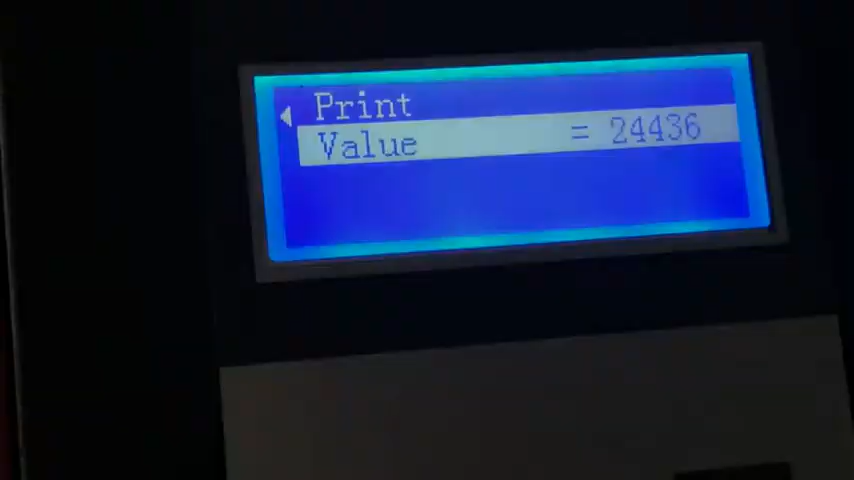 Print
Value = 24436